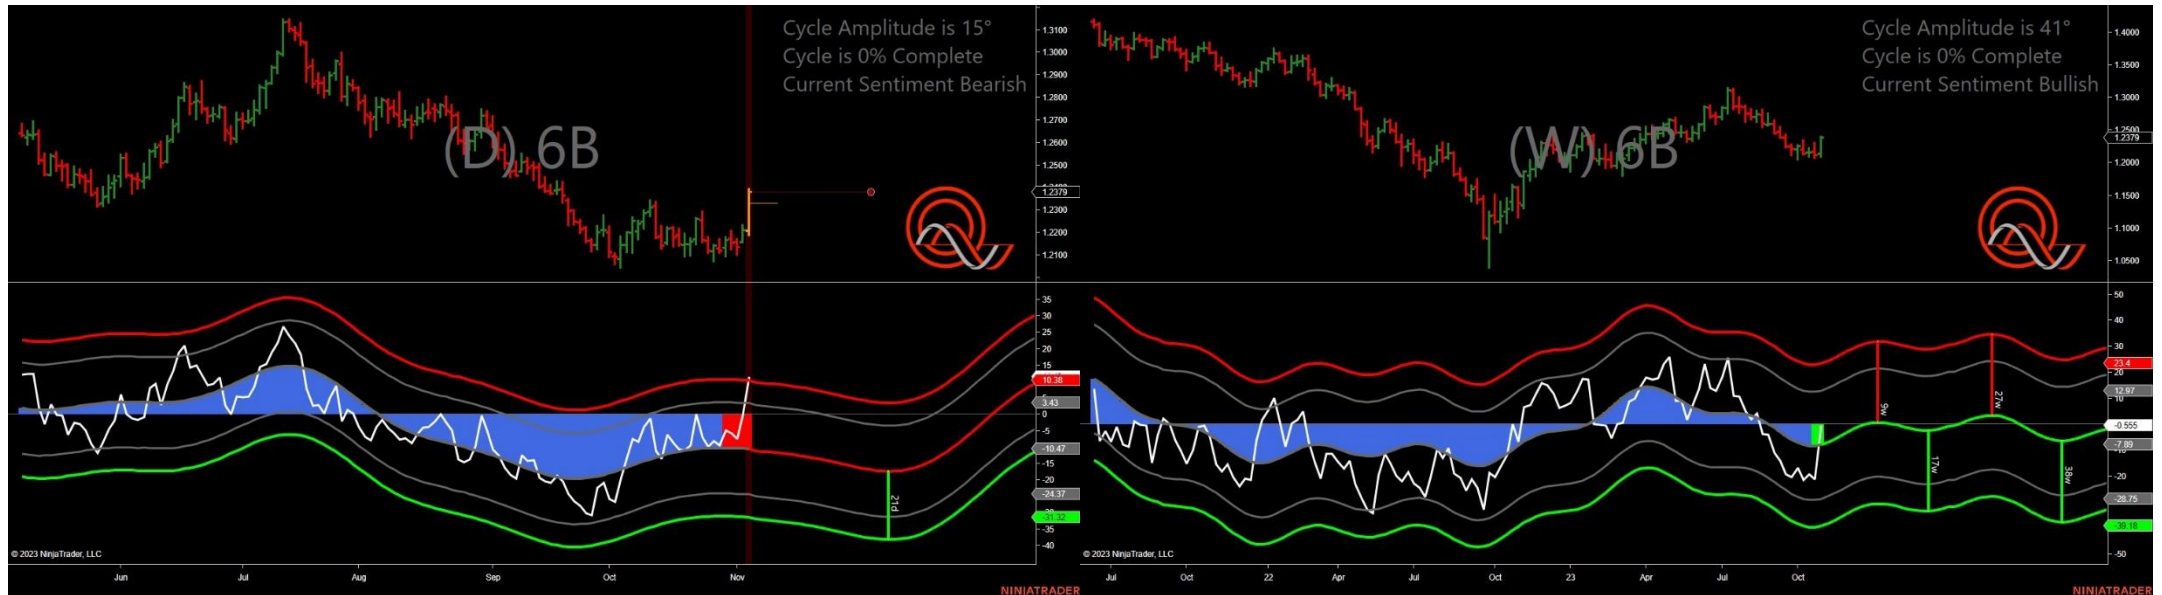 Cycle Amplitude is 15°
Cycle is 0% Complete
Current Sentiment Bearish
(D) 6B
1.3100
1.3000
1.2900
1.2800
1.2700
1.2600
1.2500
1.2379
1.2300
1.2200
1.2100
35
30
25
20
15
10.38
3.43
0
-5
-10.47
-15
-20
-24.37
-31.32
-35
-40
21d
© 2023 NinjaTrader, LLC
Jun
Jul
Aug
Sep
Oct
Nov
NINJATRADER
Cycle Amplitude is 41°
Cycle is 0% Complete
Current Sentiment Bullish
(W) 6B
1.4000
1.3500
1.3000
1.2500
1.2379
1.2000
1.1500
1.1000
1.0500
50
40
30
23.4
20
12.97
10
-0.555
-7.89
-20
-28.75
-39.18
-50
9w
17w
27w
38w
© 2023 NinjaTrader, LLC
Jul
Oct
22
Apr
Jul
Oct
23
Apr
Jul
Oct
NINJATRADER